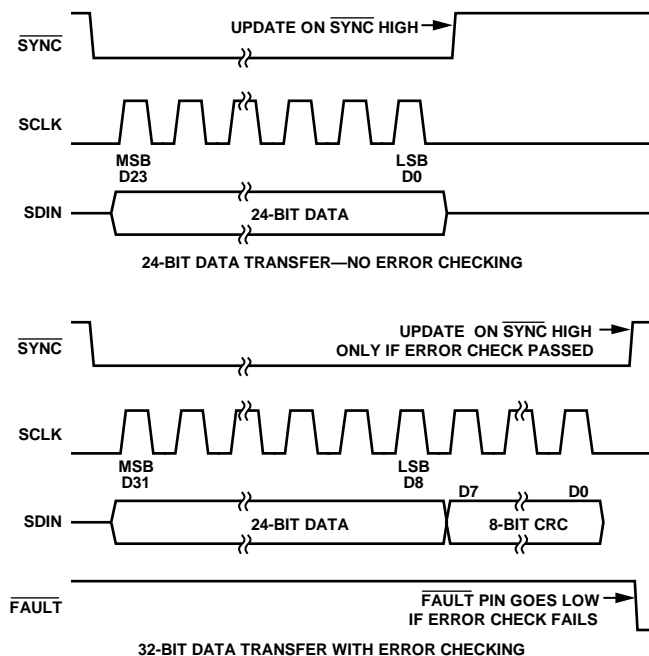 UPDATE ON SYNC HIGH
SYNC
SCLK
MSB
D23
LSB
D0
SDIN
24-BIT DATA
24-BIT DATA TRANSFER—NO ERROR CHECKING
UPDATE ON SYNC HIGH
ONLY IF ERROR CHECK PASSED
SYNC
SCLK
MSB
D31
LSB
D8
D7
D0
SDIN
24-BIT DATA
8-BIT CRC
FAULT
FAULT PIN GOES LOW
IF ERROR CHECK FAILS
32-BIT DATA TRANSFER WITH ERROR CHECKING